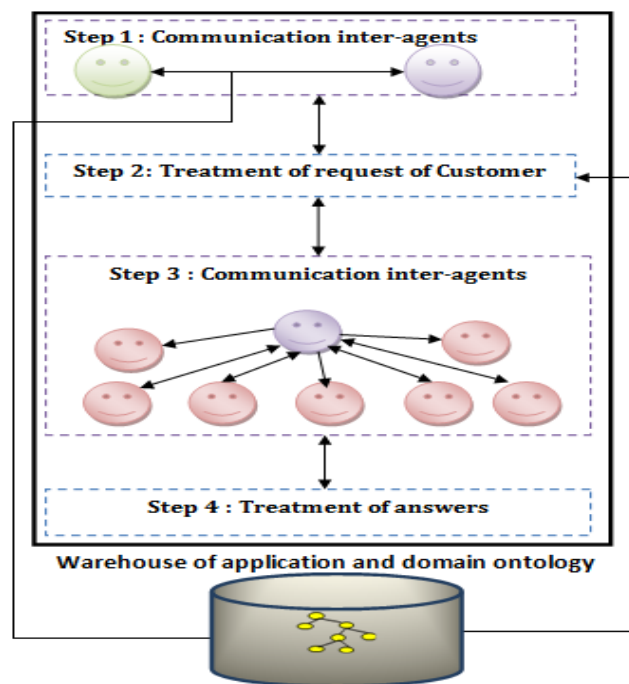 Step 1 : Communication inter-agents
Step 2: Treatment of request of Customer
Step 3 : Communication inter-agents
Step 4 : Treatment of answers
Warehouse of application and domain ontology